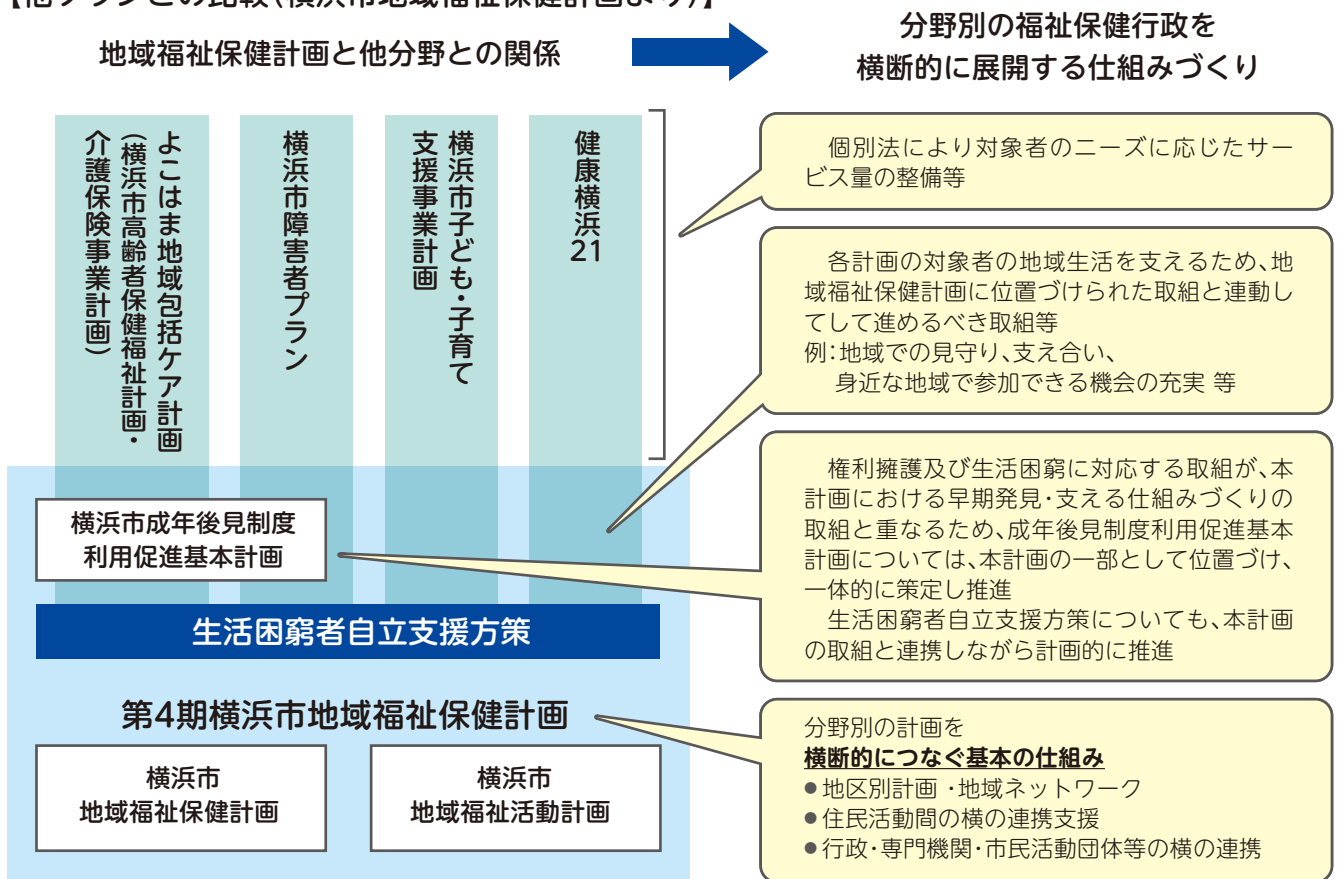 【他プランとの比較（横浜市地域福祉保健計画より）】
地域福祉保健計画と他分野との関係
分野別の福祉保健行政を
横断的に展開する仕組みづくり
よこはま地域包括ケア計画
（横浜市高齢者保健福祉計画・
介護保険事業計画）
横浜市障害者プラン
横浜市子ども・子育て
支援事業計画
健康横浜21
横浜市成年後見制度
利用促進基本計画
生活困窮者自立支援方策
第4期横浜市地域福祉保健計画
横浜市
地域福祉保健計画
横浜市
地域福祉活動計画
個別法により対象者のニーズに応じたサー
ビス量の整備等
各計画の対象者の地域生活を支えるため、地
域福祉保健計画に位置づけられた取組と連動し
てして進めるべき取組等
例：地域での見守り、支え合い、
身近な地域で参加できる機会の充実 等
権利擁護及び生活困窮に対応する取組が、本
計画における早期発見・支える仕組みづくりの
取組と重なるため、成年後見制度利用促進基本
計画については、本計画の一部として位置づけ、
一体的に策定し推進
生活困窮者自立支援方策についても、本計画
の取組と連携しながら計画的に推進
分野別の計画を
横断的につなぐ基本の仕組み
●地区別計画・地域ネットワーク
●住民活動間の横の連携支援
●行政・専門機関・市民活動団体等の横の連携